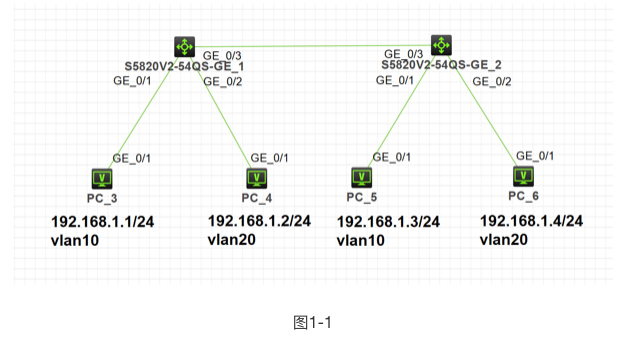 S5820V2-54QS-GE_1
GE_0/3
GE_0/1
GE_0/2
GE_0/3
S5820V2-54QS-GE_2
GE_0/1
GE_0/2
GE_0/1
GE_0/1
GE_0/1
GE_0/1
PC_3
PC_4
PC_5
PC_6
192.168.1.1/24
vlan10
192.168.1.2/24
vlan20
192.168.1.3/24
vlan10
192.168.1.4/24
vlan20
图1-1